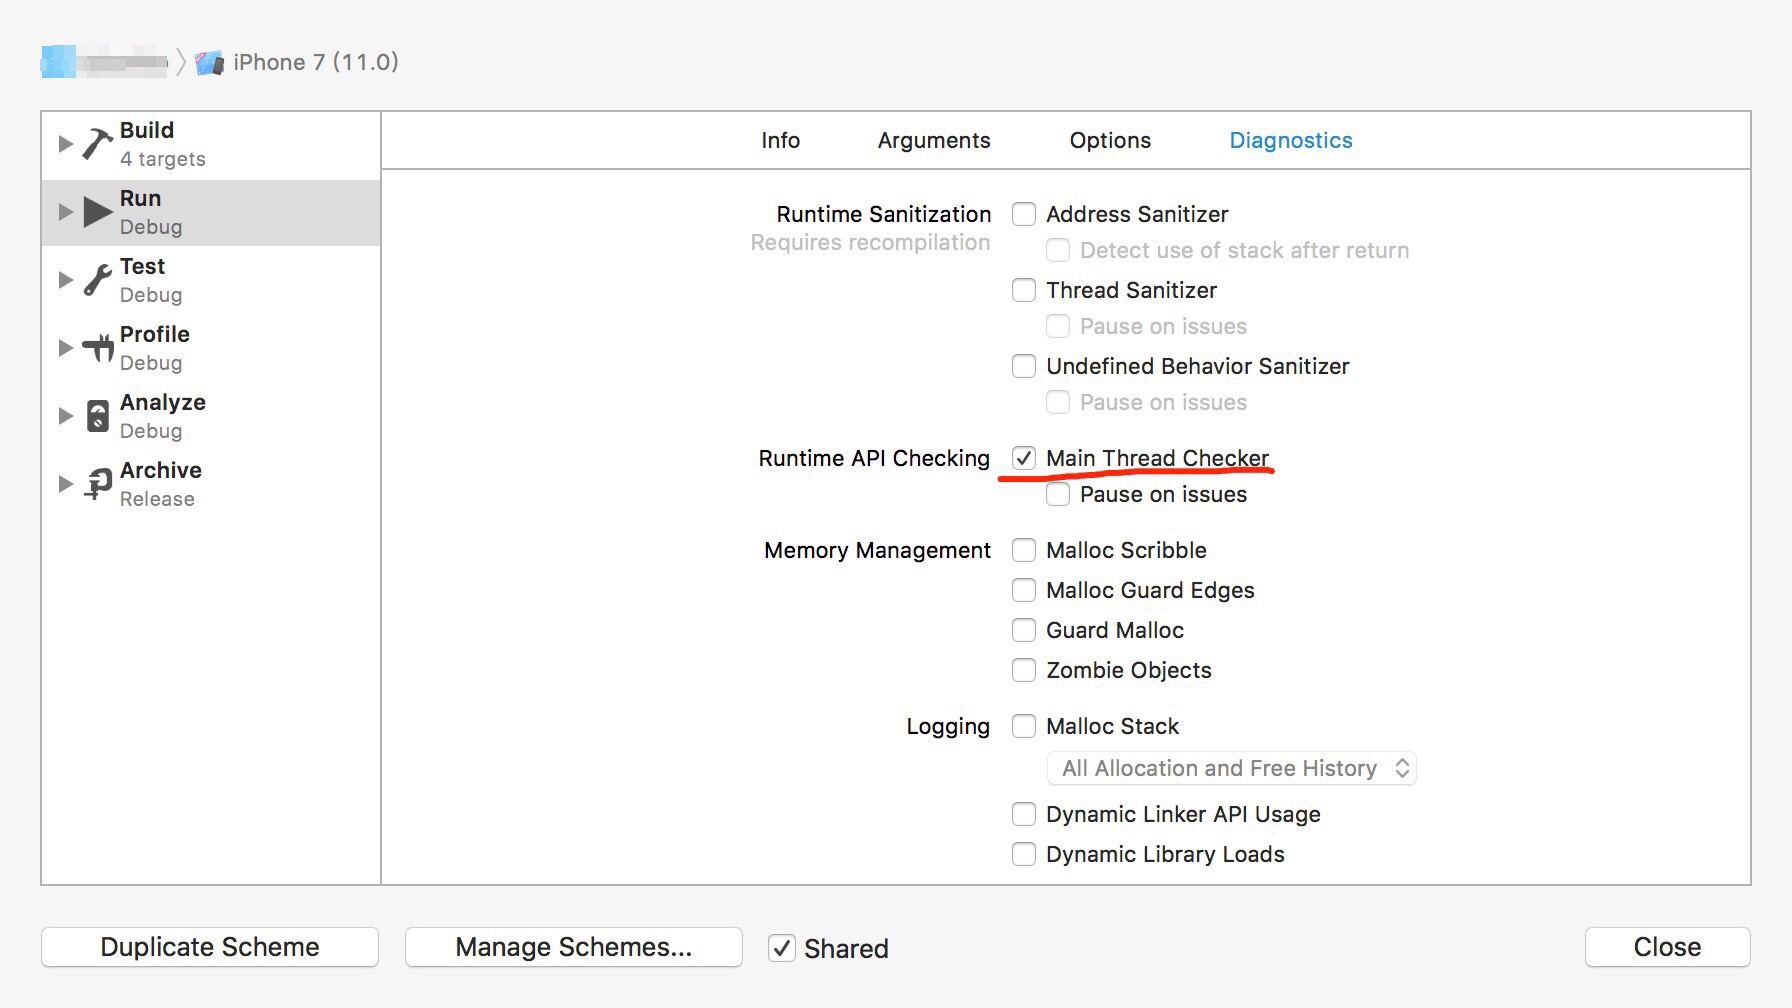 iPhone 7 (11.0)
Build
4 targets
Run
Debug
Test
Debug
Profile
Debug
Analyze
Debug
Archive
Release
Info Arguments Options Diagnostics
Runtime Sanitization Address Sanitizer
Requires recompilation
Detect use of stack after return
Thread Sanitizer
Pause on issues
Undefined Behavior Sanitizer
Pause on issues
Runtime API Checking Main Thread Checker
Pause on issues
Memory Management Malloc Scribble
Malloc Guard Edges
Guard Malloc
Zombie Objects
Logging Malloc Stack
All Allocation and Free History
Dynamic Linker API Usage
Dynamic Library Loads
Duplicate Scheme Manage Schemes... Shared Close